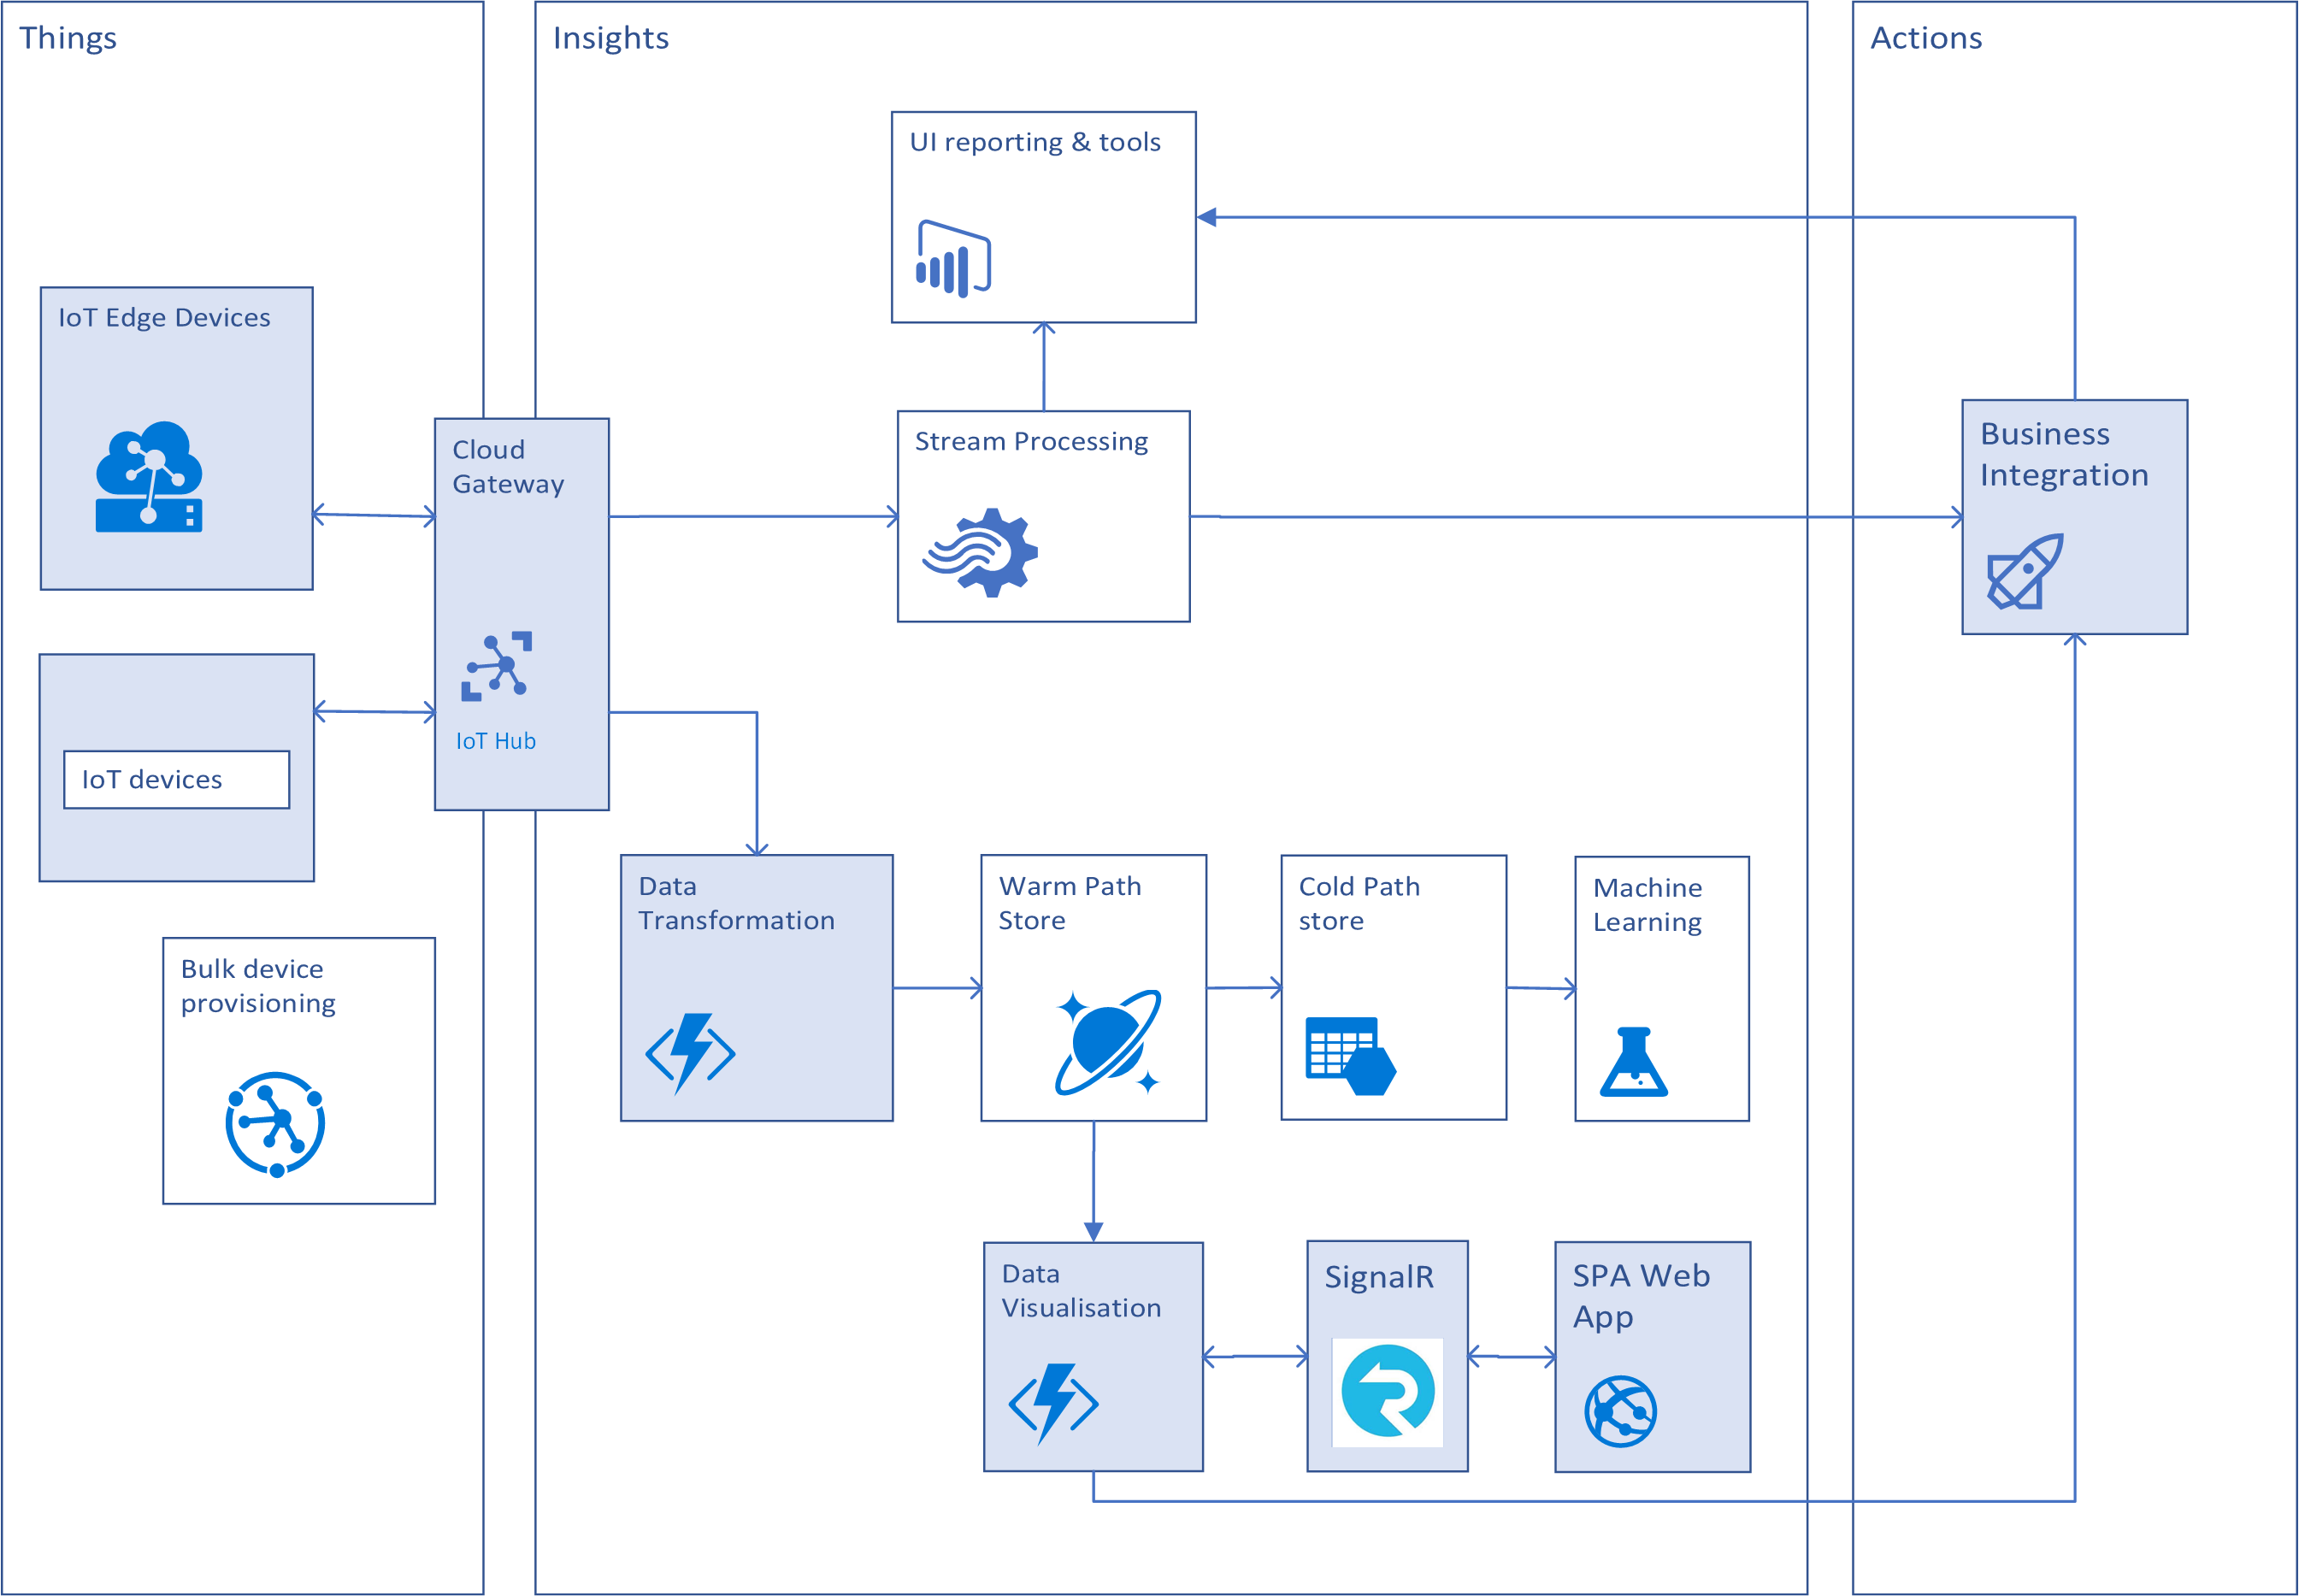 Things
Insights
Actions
UI reporting & tools
IoT Edge Devices
Cloud
Gateway
IoT Hub
Stream Processing
Business
Integration
IoT devices
Data
Transformation
Warm Path
Store
Cold Path
store
Machine
Learning
Bulk device
provisioning
Data
Visualisation
SignalR
SPA Web
App